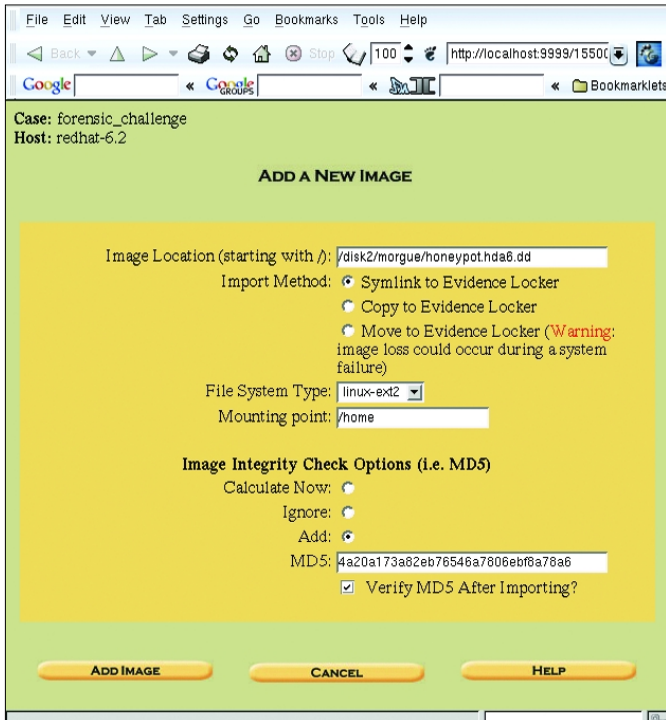 File Edit View Tab Settings Go Bookmarks Tools Help
Back Stop 100 http://localhost:9999/1550
Google « Google GROUPS « « Bookmarklets
Case: forensic_challenge
Host: redhat-6.2
ADD A NEW IMAGE
Image Location (starting with /): /disk2/morgue/honeypot.hda6.dd
Import Method: Symlink to Evidence Locker
Copy to Evidence Locker
Move to Evidence Locker (Warning:
image loss could occur during a system
failure)
File System Type: linux-ext2
Mounting point: /home
Image Integrity Check Options (i.e. MD5)
Calculate Now:
Ignore:
Add:
MD5: 4a20a173a82eb76546a7806ebf8a78a6
Verify MD5 After Importing?
ADD IMAGE CANCEL HELP